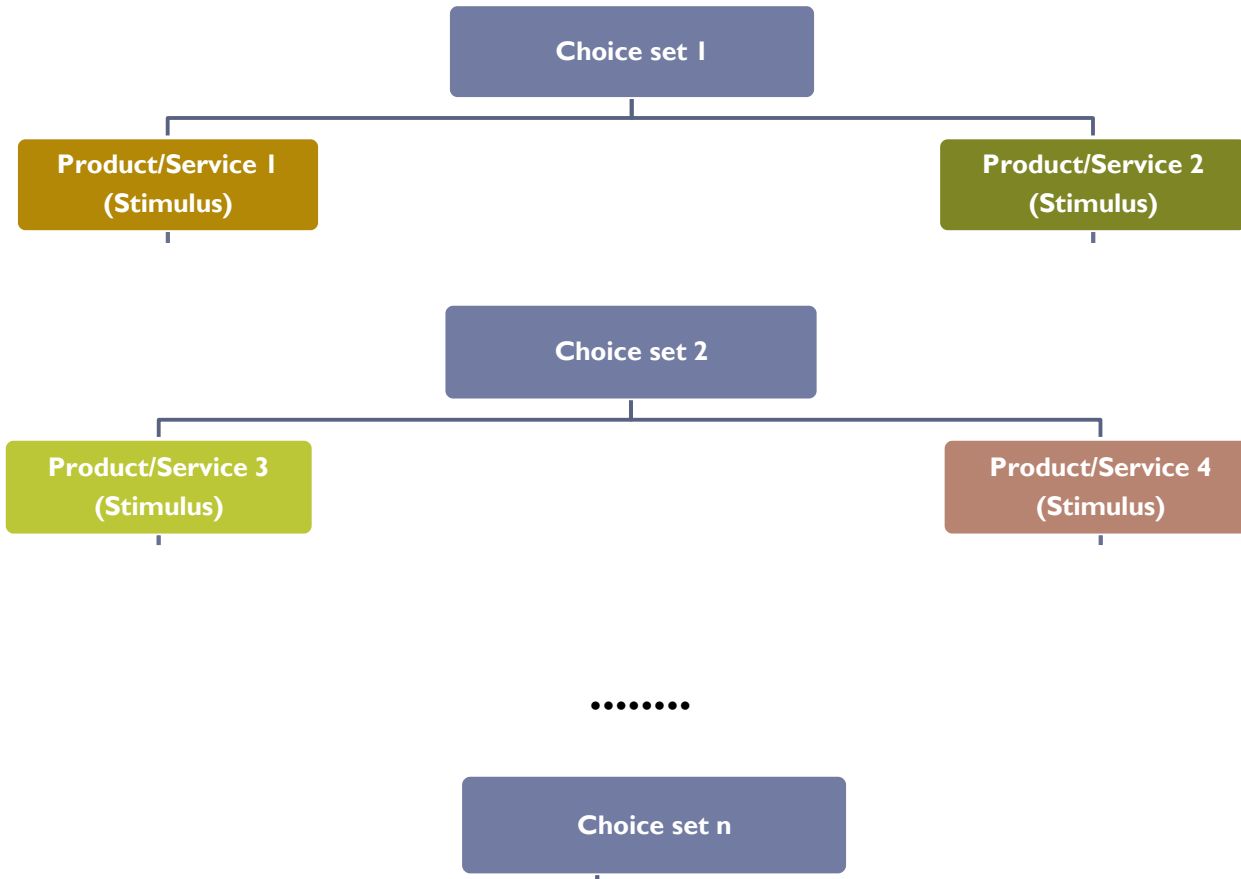 Choice set 1
Product/Service 1
(Stimulus)
Product/Service 2
(Stimulus)
Choice set 2
Product/Service 3
(Stimulus)
Product/Service 4
(Stimulus)
........
Choice set n